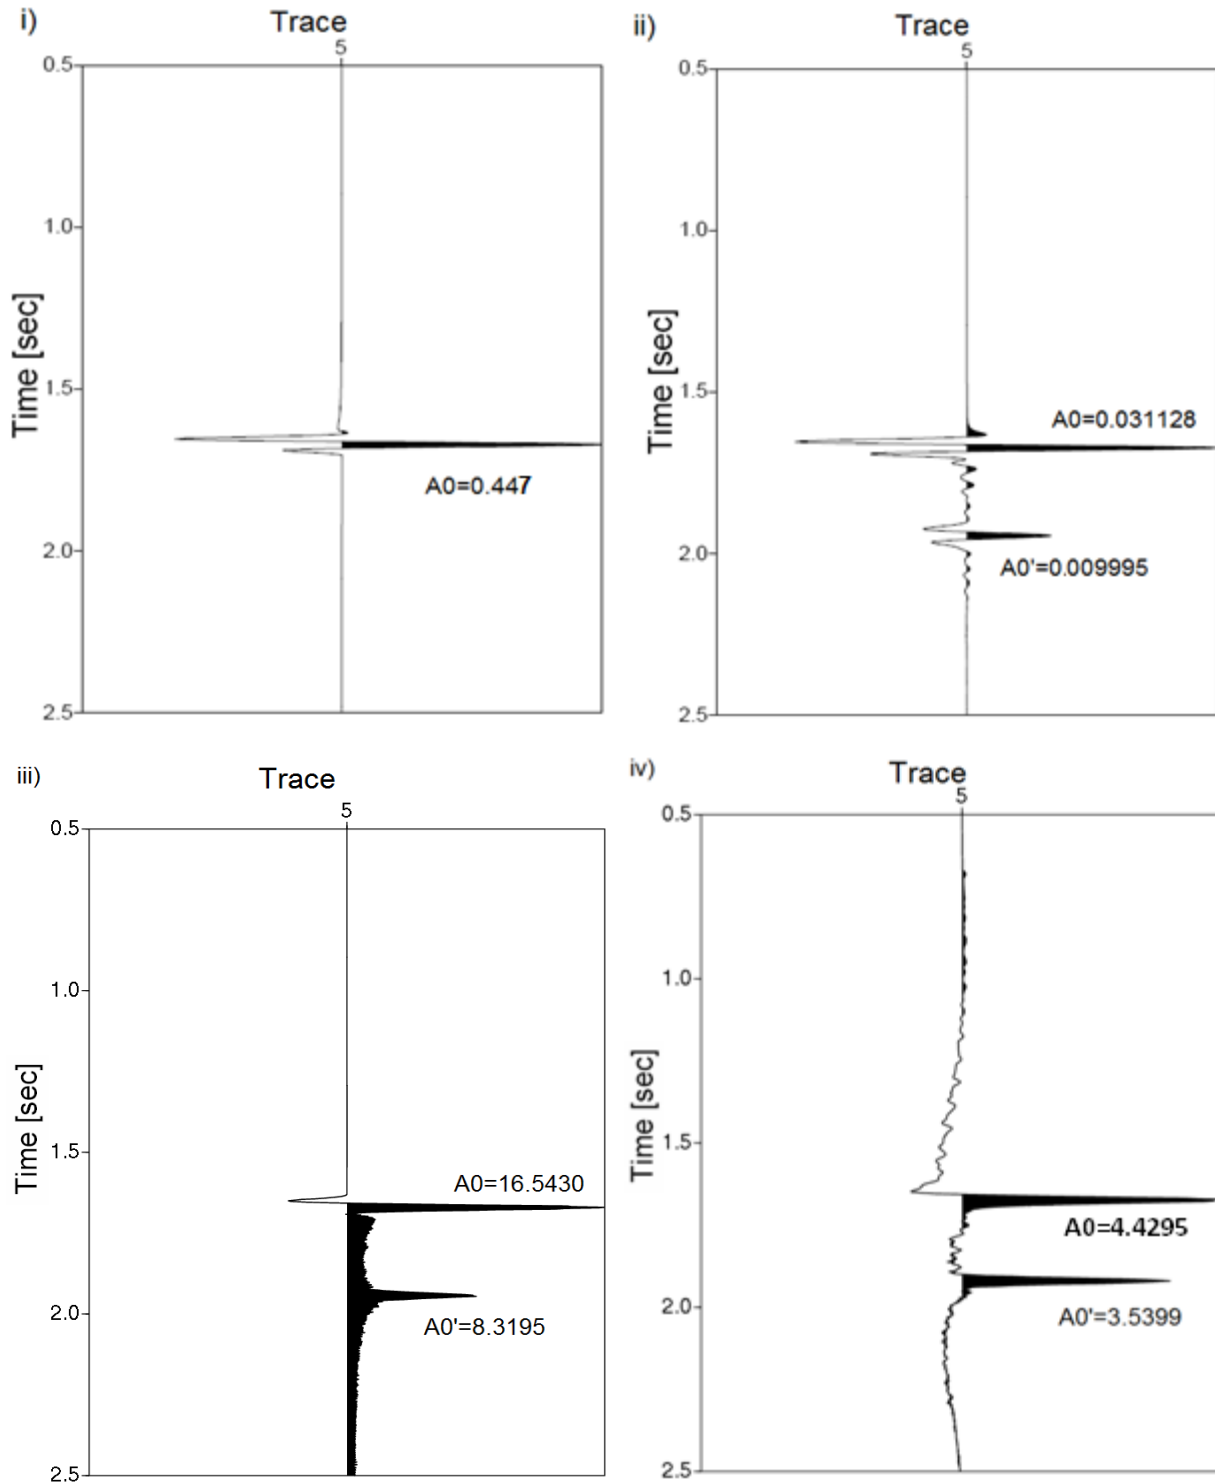 i)
Trace
5
0.5
1.0
1.5
2.0
2.5
Time [sec]
A0=0.447
ii)
Trace
5
0.5
1.0
1.5
2.0
2.5
Time [sec]
A0=0.031128
A0'=0.009995
iii)
Trace
5
0.5
1.0
1.5
2.0
2.5
Time [sec]
A0=16.5430
A0'=8.3195
iv)
Trace
5
0.5
1.0
1.5
2.0
2.5
Time [sec]
A0=4.4295
A0'=3.5399